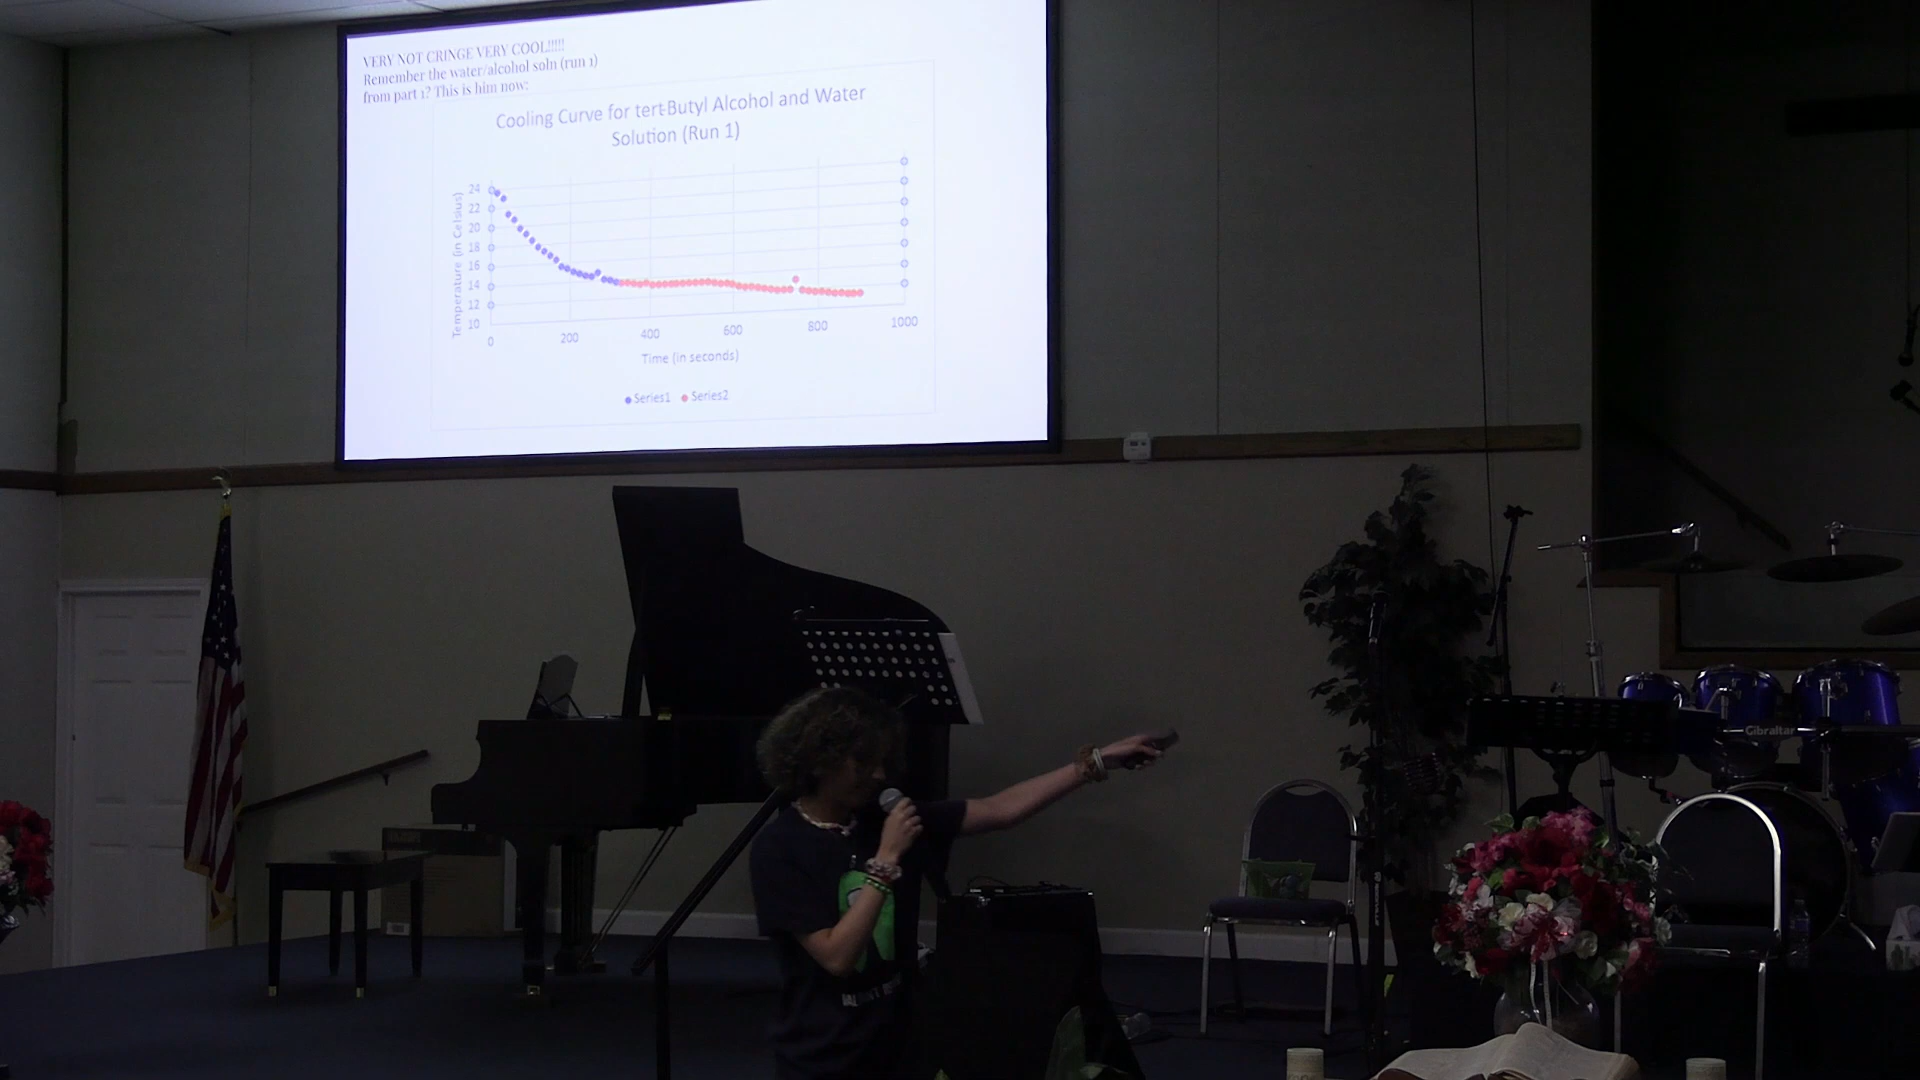 VERY NOT CRINGE VERY COOL!!!!!
Remember the water/alcohol soln (run 1)
from part 1? This is him now:
Cooling Curve for tert-Butyl Alcohol and Water
Solution (Run 1)
Temperature (in Celsius)
24
22
20
18
16
14
12
10
0
200
400
600
800
1000
Time (in seconds)
Series1
Series2
Gibraltar